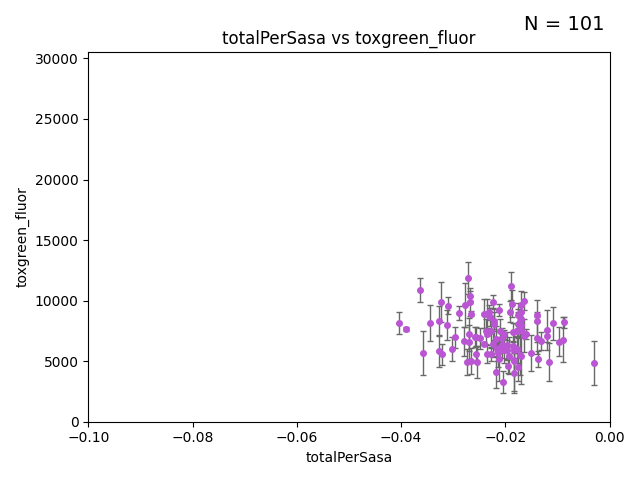 N = 101
totalPerSasa vs toxgreen_fluor
30000
25000
20000
15000
10000
5000
0
toxgreen_fluor
−0.10 −0.08 −0.06 −0.04 −0.02 0.00
totalPerSasa